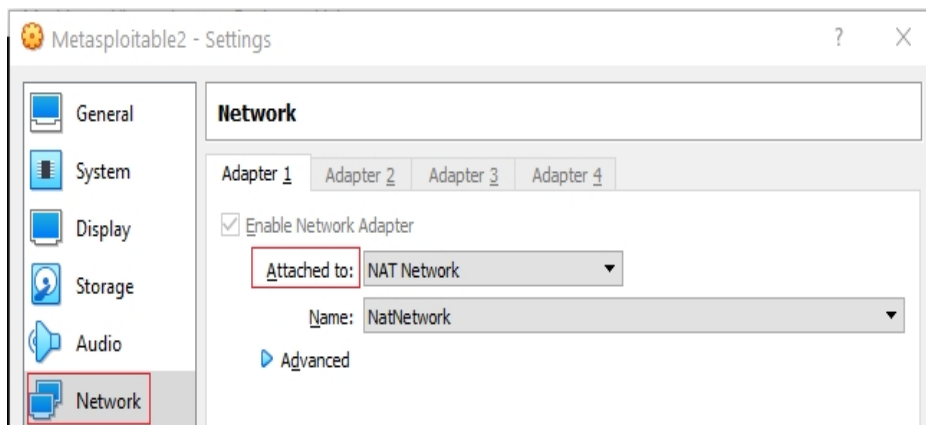 Metasploitable2 - Settings ?
General
System
Display
Storage
Audio
Network
Network
Adapter 1 Adapter 2 Adapter 3 Adapter 4
Enable Network Adapter
Attached to: NAT Network
Name: NatNetwork
Advanced